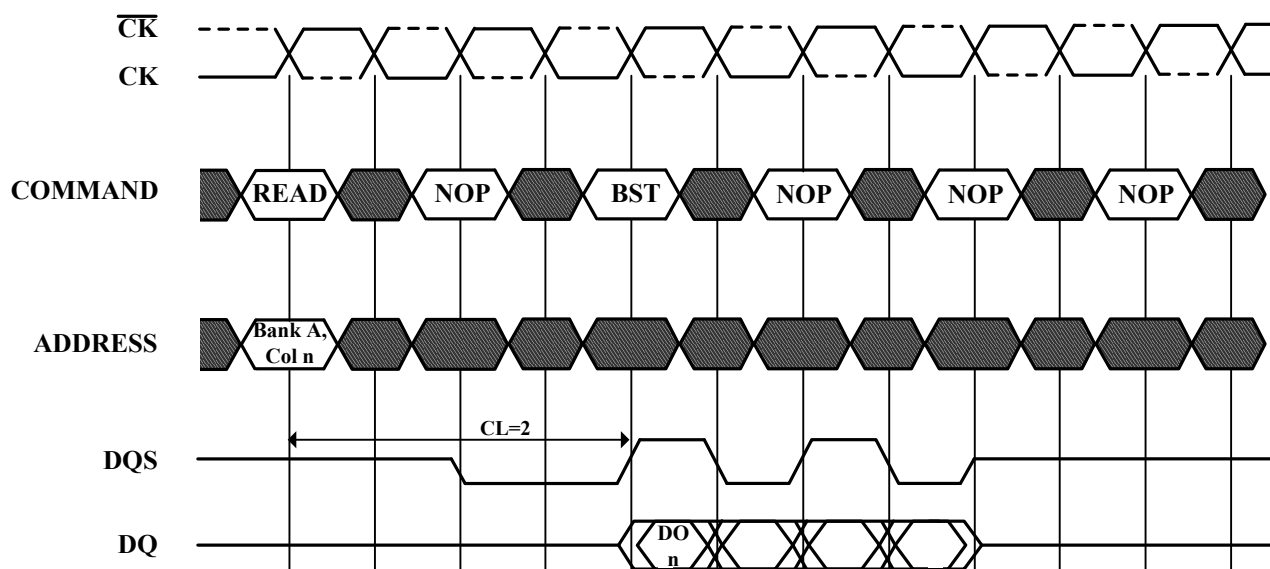 CK
CK
COMMAND READ NOP BST NOP NOP NOP
ADDRESS Bank A,
Col n
CL=2
DQS
DQ DO
n